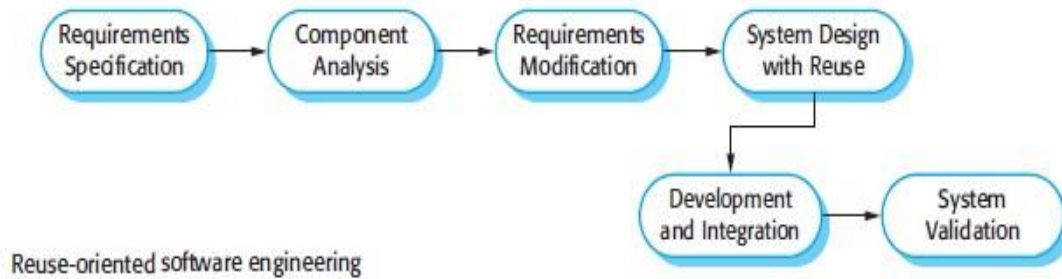 Requirements
Specification
Component
Analysis
Requirements
Modification
System Design
with Reuse
Development
and Integration
System
Validation
Reuse-oriented software engineering